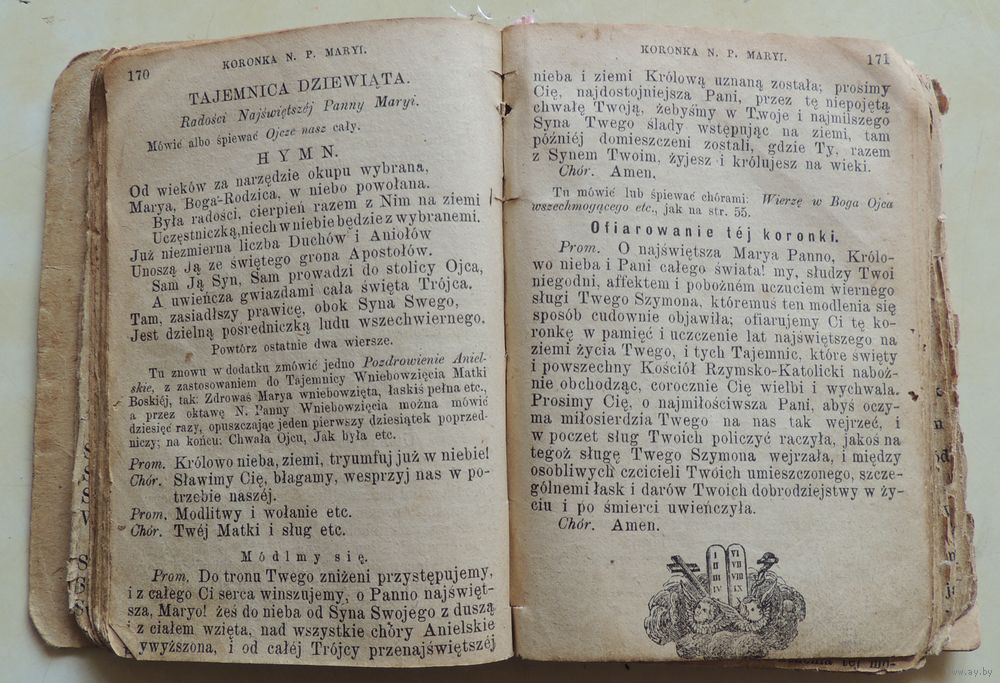 170
KORONKA N. P. MARYI.
TAJEMNICA DZIEWIĄTA.
Radości Najświętszéj Panny Maryi.
Mówić albo śpiewać Ojcze nasz cały.
HYMN.
Od wieków za narzędzie okupu wybrana,
Marya, Boga-Rodzica, w niebo powołana.
Była radości, cierpień razem z Nim na ziemi
Uczęstniczką, niech w niebie będzie z wybranemi.
Już niezmierna liczba Duchów i Aniołów
Unoszą Ją ze świętego grona Apostołów.
Sam Ją Syn, Sam prowadzi do stolicy Ojca,
A uwieńcza gwiazdami cała święta Trójca.
Tam, zasiadłszy prawicę, obok Syna Swego,
Jest dzielną pośredniczką ludu wszechwiernego.
Powtórz ostatnie dwa wiersze.
Tu znowu w dodatku zmówić jedno Pozdrowienie Aniel-
skie, z zastosowaniem do Tajemnicy Wniebowzięcia Matki
Boskiéj, tak: Zdrowaś Marya wniebowzięta, łaskiś pełna etc.,
a przez oktawę N. Panny Wniebowzięcia można mówić
dziesięć razy, opuszczając jeden pierwszy dziesiątek poprzed-
niczy; na końcu: Chwała Ojcu, Jak była etc.
Prom. Królowo nieba, ziemi, tryumfuj już w niebie!
Chór. Sławimy Cię, błagamy, wesprzyj nas w po-
trzebie naszéj.
Prom. Modlitwy i wołanie etc.
Chór. Twéj Matki i sług etc.
Módlmy się.
Prom. Do tronu Twego zniżeni przystępujemy,
i z całego Ci serca winszujemy, o Panno najświęt-
sza, Maryo! żeś do nieba od Syna Swojego z duszą
i z ciałem wzięta, nad wszystkie chóry Anielskie
wywyższona, i od całéj Trójcy przenajświętszéj
KORONKA N. P. MARYI.
171
nieba i ziemi Królową uznaną została; prosimy
Cię, najdostojniejsza Pani, przez tę niepojętą
chwałę Twoją, żebyśmy w Twoje i najmilszego
Syna Twego ślady wstępując na ziemi, tam
później domieszczeni zostali, gdzie Ty, razem
z Synem Twoim, żyjesz i królujesz na wieki.
Chór. Amen.
Tu mówić lub śpiewać chórami: Wierzę w Boga Ojca
wszechmogącego etc., jak na str. 55.
Ofiarowanie téj koronki.
Prom. O najświętsza Marya Panno, Królo-
wo nieba i Pani całego świata! my, słudzy Twoi
niegodni, affektem i pobożném uczuciem wiernego
sługi Twego Szymona, któremuś ten modlenia się
sposób cudownie objawiła; ofiarujemy Ci tę ko-
ronkę w pamięć i uczczenie lat najświętszego na
ziemi życia Twego, i tych Tajemnic, które święty
i powszechny Kościół Rzymsko-Katolicki naboż-
nie obchodząc, corocznie Cię wielbi i wychwala.
Prosimy Cię, o najmiłościwsza Pani, abyś oczy-
ma miłosierdzia Twego na nas tak wejrzeć, i
w poczet sług Twoich policzyć raczyła, jakoś na
tegoż sługę Twego Szymona wejrzała, i między
osobliwych czcicieli Twoich umieszczonego, szcze-
gólnemi łask i darów Twoich dobrodziejstwy w ży-
ciu i po śmierci uwieńczyła.
Chór. Amen.
I VI
II VII
III VIII
IV IX
www.ay.by